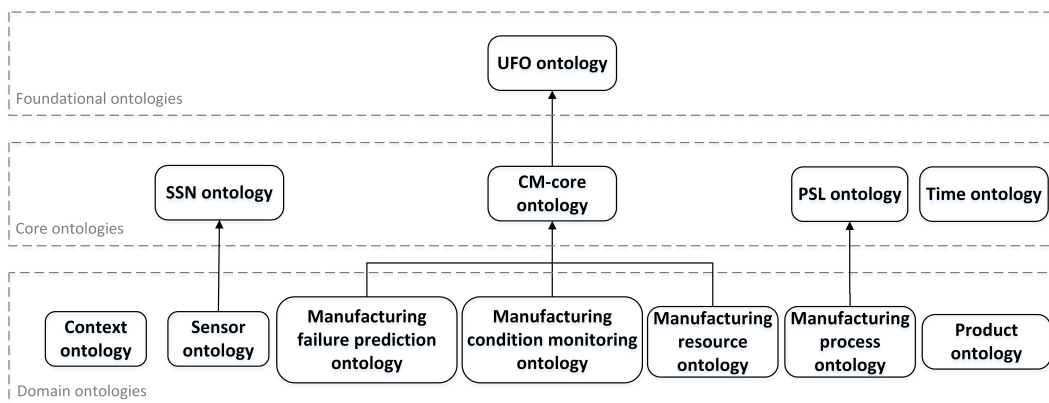 UFO ontology
Foundational ontologies
SSN ontology
CM-core
ontology
PSL ontology
Time ontology
Core ontologies
Context
ontology
Sensor
ontology
Manufacturing
failure prediction
ontology
Manufacturing
condition monitoring
ontology
Manufacturing
resource
ontology
Manufacturing
process
ontology
Product
ontology
Domain ontologies